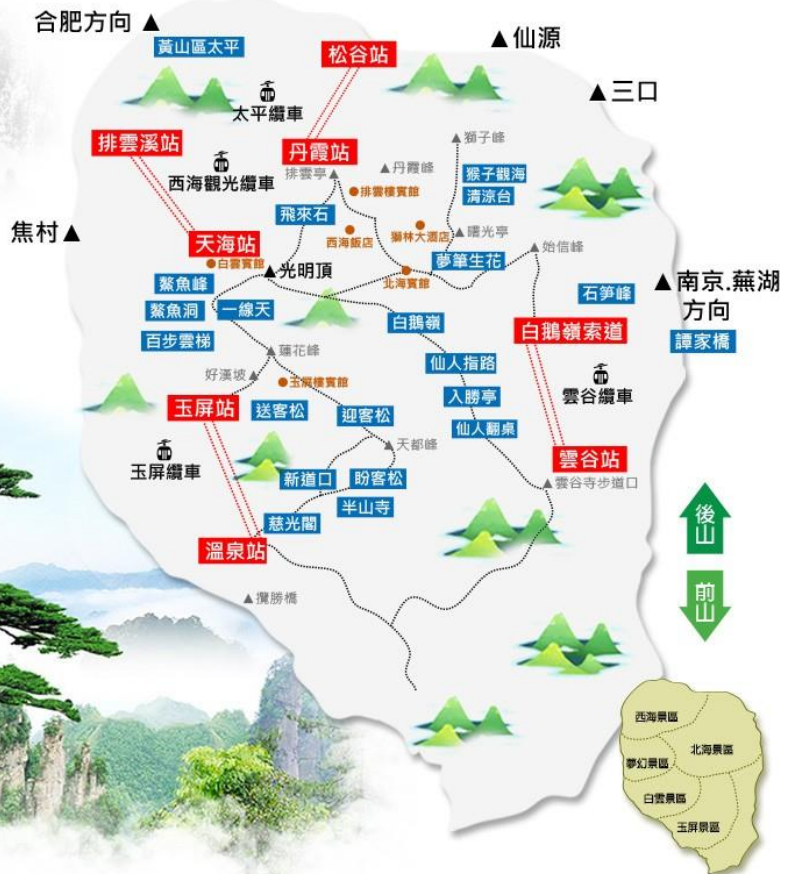 合肥方向
黃山區太平
松谷站
仙源
三口
太平纜車
排雲溪站
丹霞站
獅子峰
西海觀光纜車
排雲亭
丹霞峰
猴子觀海
清涼台
排雲樓賓館
飛來石
焦村
天海站
西海飯店
獅林大酒店
曙光亭
始信峰
白雲賓館
光明頂
夢筆生花
北海賓館
南京.蕪湖
方向
石笋峰
鰲魚峰
鰲魚洞
一線天
白鵝嶺
白鵝嶺索道
譚家橋
百步雲梯
蓮花峰
仙人指路
好漢坡
玉屏樓賓館
雲谷纜車
玉屏站
送客松
迎客松
入勝亭
仙人翻桌
天都峰
雲谷站
玉屏纜車
新道口
盼客松
雲谷寺步道口
半山寺
慈光閣
後山
溫泉站
前山
攬勝橋
西海景區
北海景區
夢幻景區
白雲景區
玉屏景區